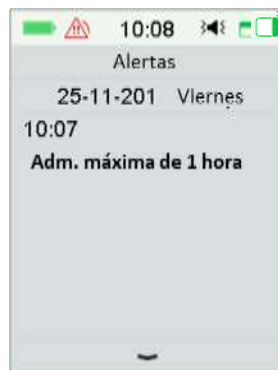 10:08
Alertas
25-11-201 Viernes
10:07
Adm. máxima de 1 hora